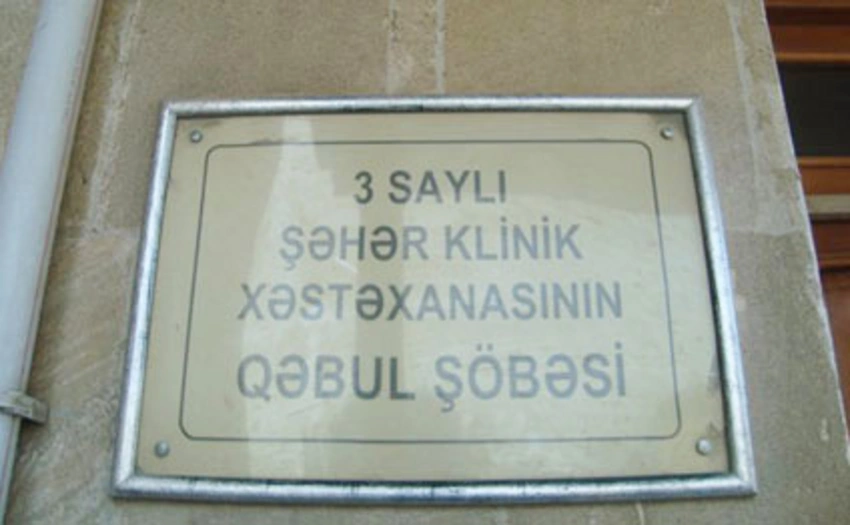 3 SAYLI
ŞƏHƏR KLİNİK
XƏSTƏXANASININ
QƏBUL ŞÖBƏSİ